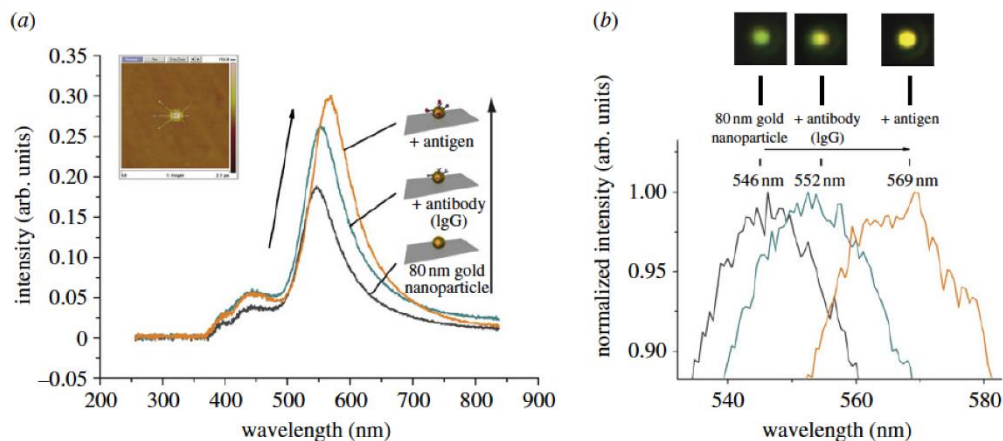 (a)
0.35
0.30
0.25
0.20
0.15
0.10
0.05
0
–0.05
intensity (arb. units)
+ antigen
+ antibody
(IgG)
80 nm gold
nanoparticle
200 300 400 500 600 700 800 900
wavelength (nm)
(b)
80 nm gold + antibody + antigen
nanoparticle (IgG)
546 nm 552 nm 569 nm
1.00
0.95
0.90
normalized intensity (arb. units)
540 560 580
wavelength (nm)